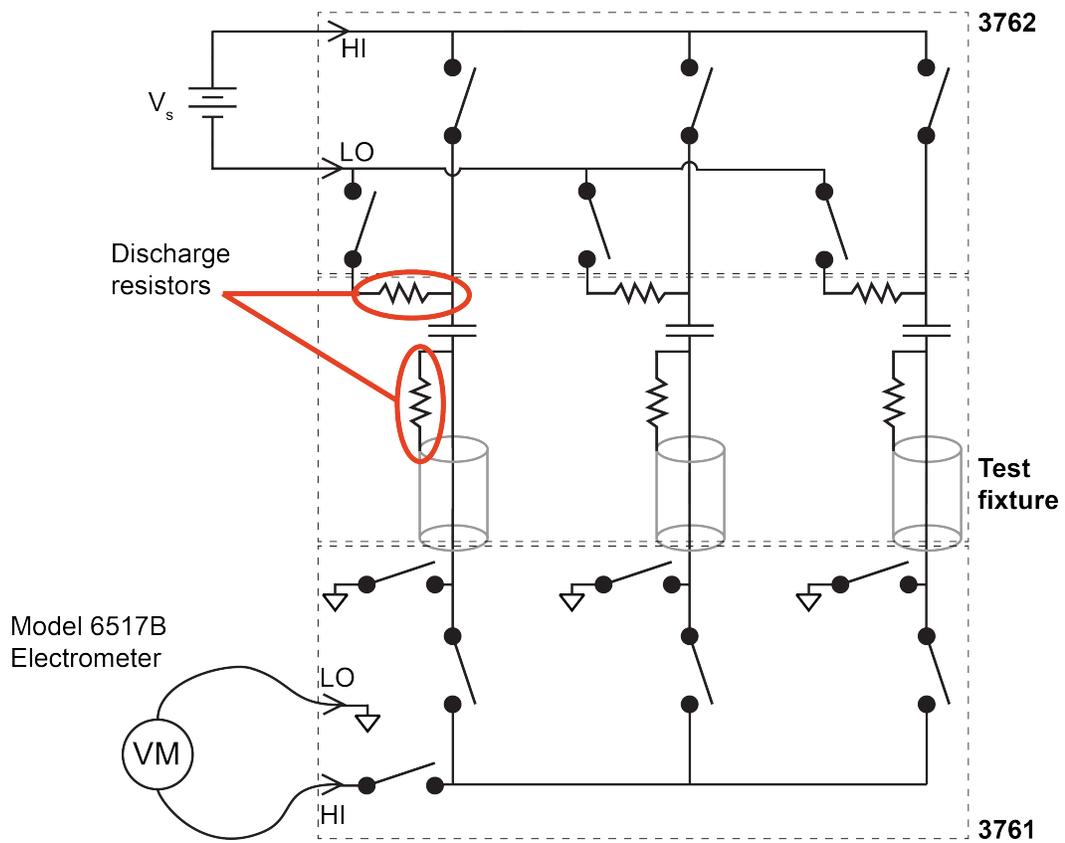 3762
HI
Vs
LO
Discharge
resistors
Test
fixture
Model 6517B
Electrometer
LO
VM
HI
3761